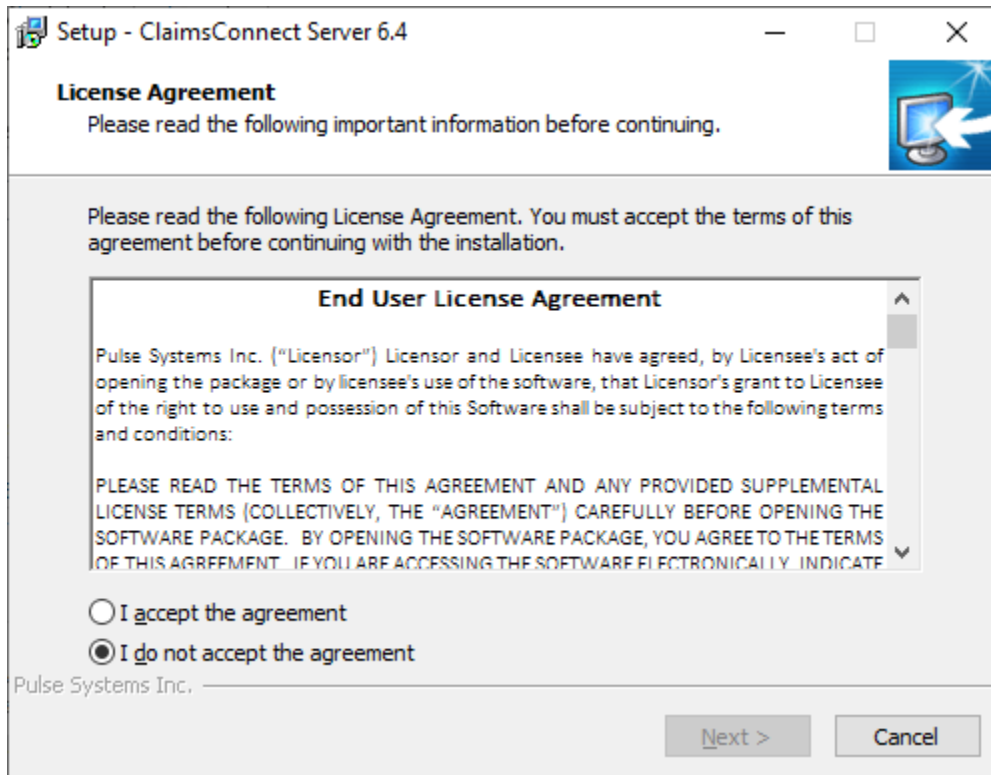 Setup - ClaimsConnect Server 6.4
License Agreement
Please read the following important information before continuing.
Please read the following License Agreement. You must accept the terms of this
agreement before continuing with the installation.
End User License Agreement
Pulse Systems Inc. (“Licensor”) Licensor and Licensee have agreed, by Licensee's act of
opening the package or by licensee's use of the software, that Licensor's grant to Licensee
of the right to use and possession of this Software shall be subject to the following terms
and conditions:
PLEASE READ THE TERMS OF THIS AGREEMENT AND ANY PROVIDED SUPPLEMENTAL
LICENSE TERMS (COLLECTIVELY, THE “AGREEMENT”) CAREFULLY BEFORE OPENING THE
SOFTWARE PACKAGE. BY OPENING THE SOFTWARE PACKAGE, YOU AGREE TO THE TERMS
OF THIS AGREEMENT. IF YOU ARE ACCESSING THE SOFTWARE ELECTRONICALLY, INDICATE
I accept the agreement
I do not accept the agreement
Pulse Systems Inc.
Next >
Cancel